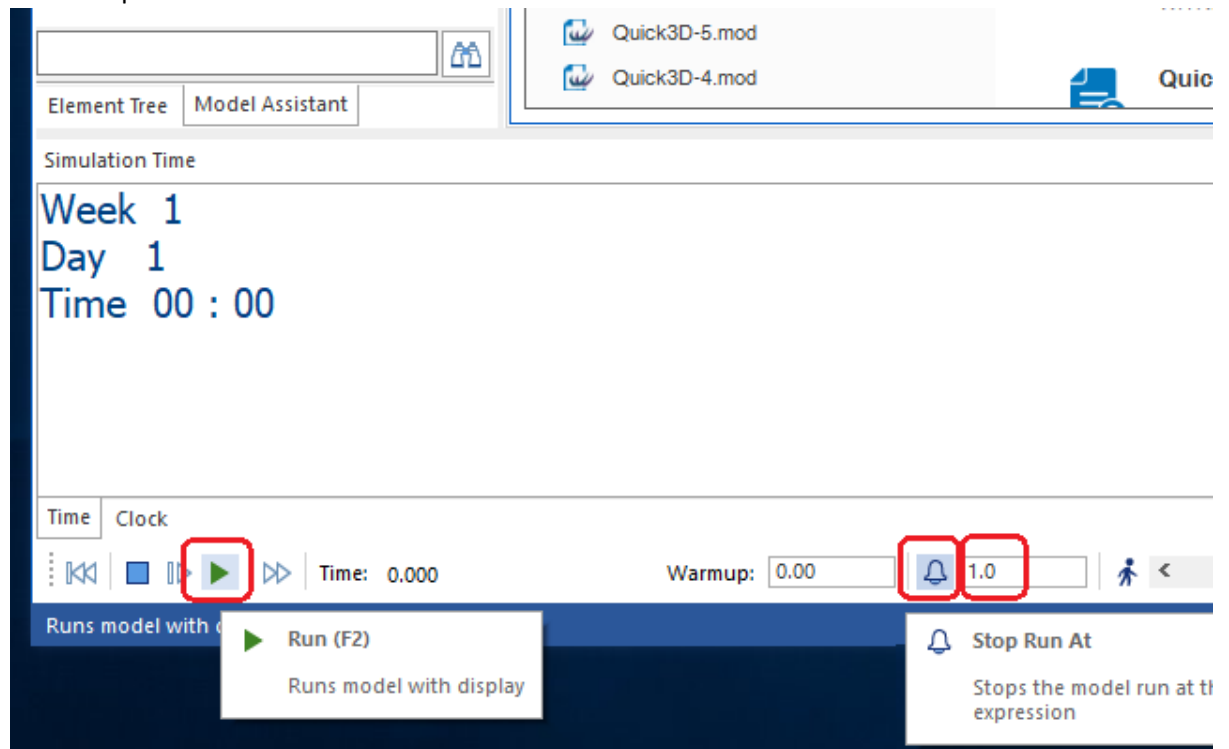 Quick3D-5.mod
Quick3D-4.mod
Quic
Element Tree Model Assistant
Simulation Time
Week 1
Day 1
Time 00 : 00
Time Clock
Time: 0.000 Warmup: 0.00 1.0
Runs model with
Run (F2)
Runs model with display
Stop Run At
Stops the model run at th
expression